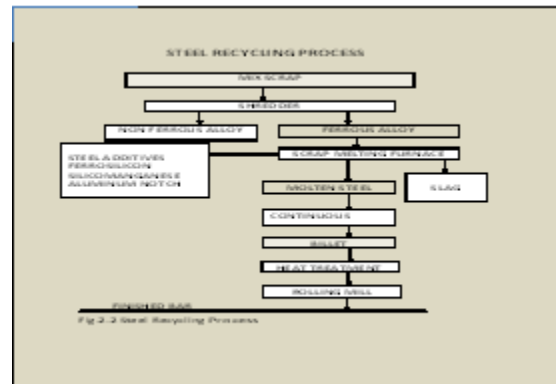 STEEL RECYCLING PROCESS
MIX SCRAP
SHREDDER
NON FERROUS ALLOY
FERROUS ALLOY
STEEL ADDITIVES
FERROSILICON
SILICOMANGANESE
ALUMINIUM NOTCH
SCRAP MELTING FURNACE
MOLTEN STEEL
SLAG
CONTINUOUS
BILLET
HEAT TREATMENT
ROLLING MILL
FINISHED BAR
Fig 2.2 Steel Recycling Process